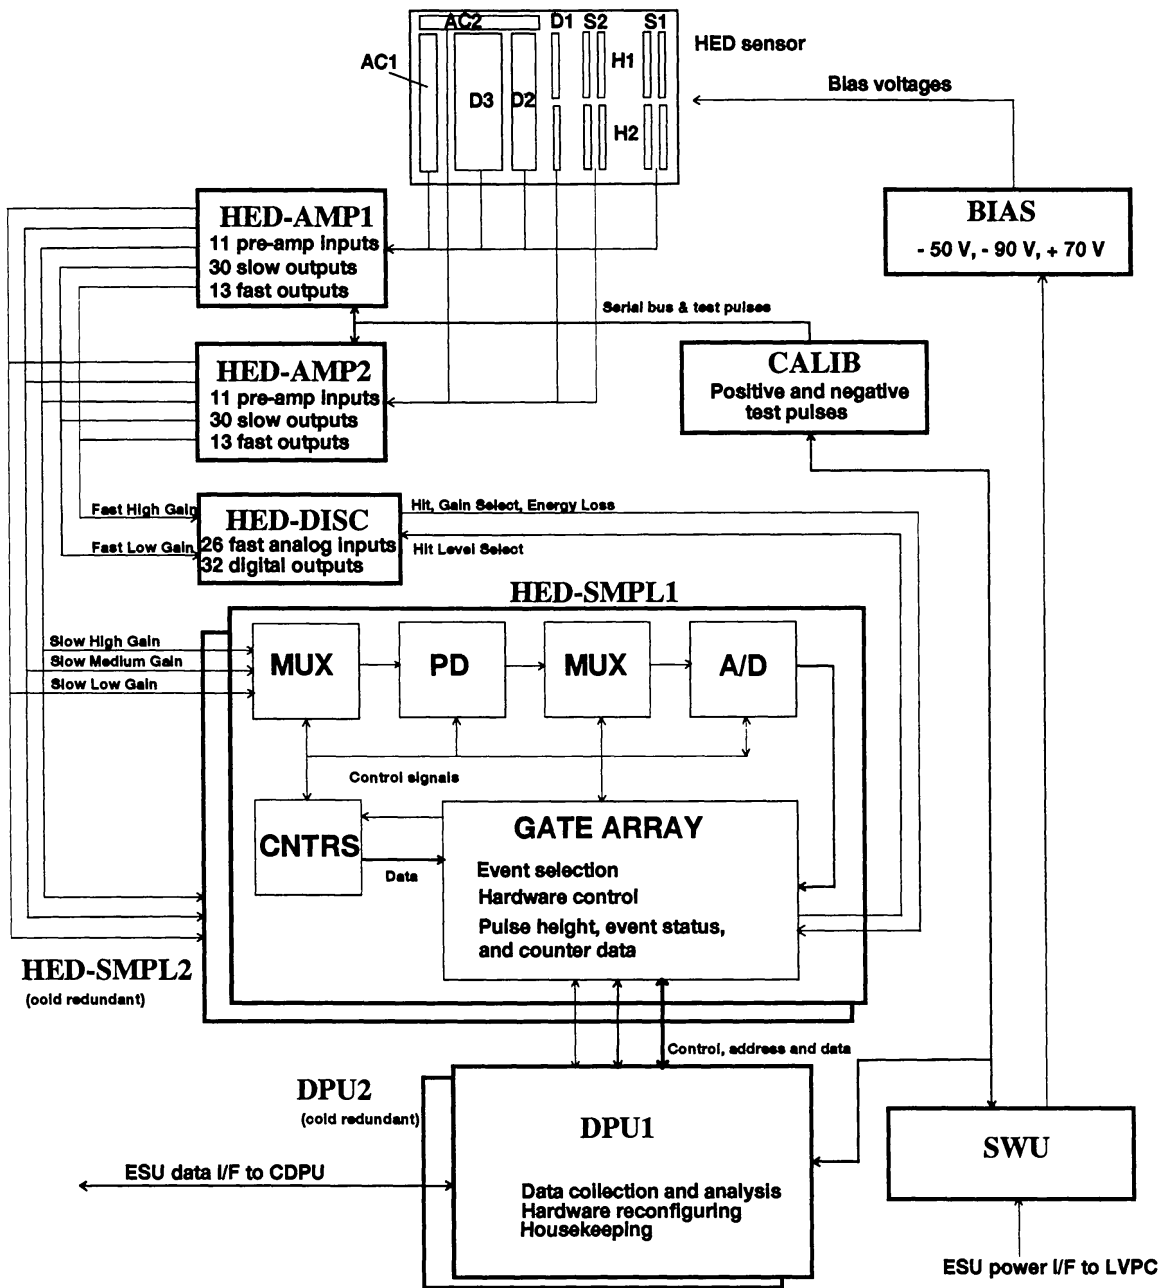 AC2
D1
S2
S1
HED sensor
AC1
H1
D3
D2
Bias voltages
H2
HED-AMP1
11 pre-amp inputs
30 slow outputs
13 fast outputs
BIAS
- 50 V, - 90 V, + 70 V
Serial bus & test pulses
HED-AMP2
11 pre-amp inputs
30 slow outputs
13 fast outputs
CALIB
Positive and negative
test pulses
Fast High Gain
HED-DISC
26 fast analog inputs
32 digital outputs
Hit, Gain Select, Energy Loss
Fast Low Gain
Hit Level Select
HED-SMPL1
Slow High Gain
Slow Medium Gain
Slow Low Gain
MUX
PD
MUX
A/D
Control signals
CNTRS
Data
GATE ARRAY
Event selection
Hardware control
Pulse height, event status,
and counter data
HED-SMPL2
(cold redundant)
Control, address and data
DPU2
(cold redundant)
DPU1
Data collection and analysis
Hardware reconfiguring
Housekeeping
SWU
ESU data I/F to CDPU
ESU power I/F to LVPC